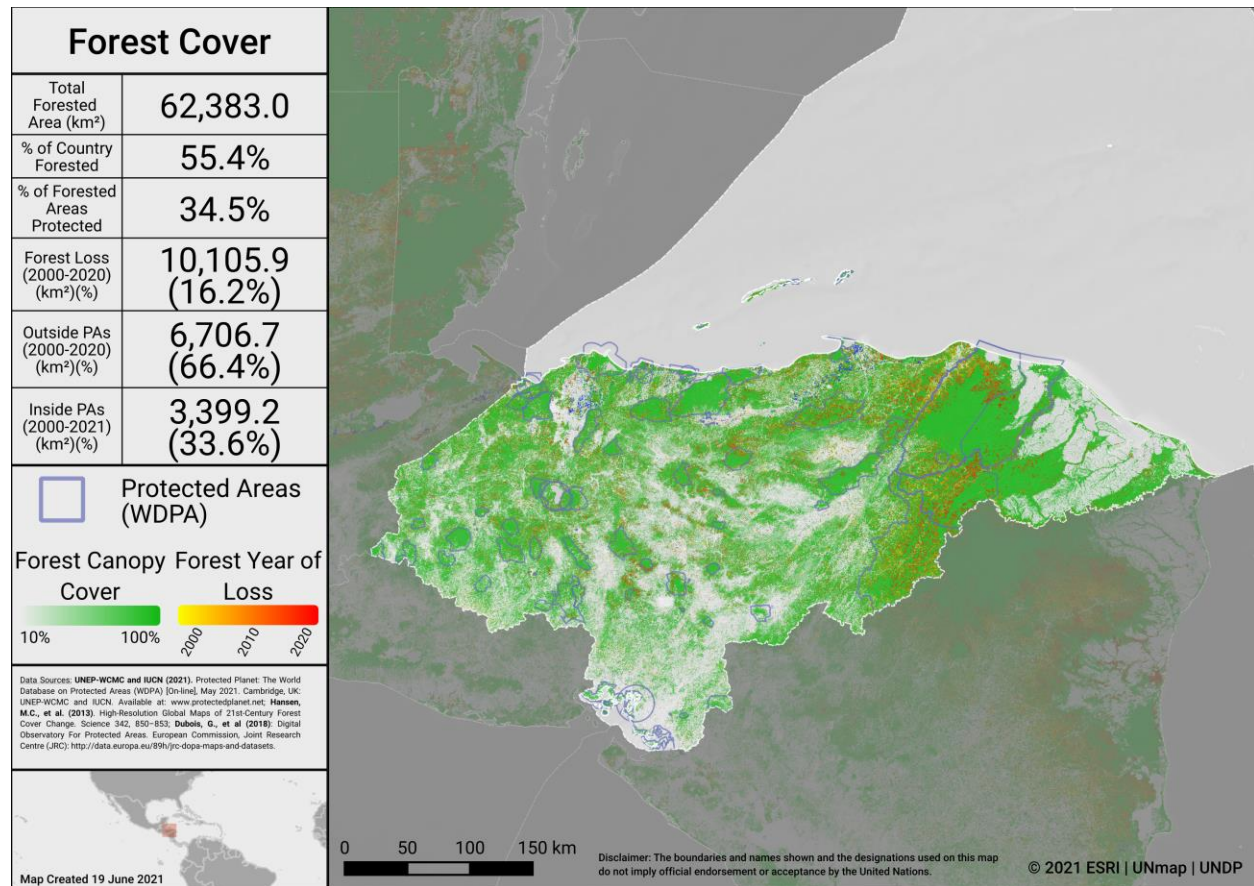 Forest Cover
Total
Forested
Area (km²)
62,383.0
% of Country
Forested
55.4%
% of Forested
Areas
Protected
34.5%
Forest Loss
(2000-2020)
(km²)(%)
10,105.9
(16.2%)
Outside PAs
(2000-2020)
(km²)(%)
6,706.7
(66.4%)
Inside PAs
(2000-2021)
(km²)(%)
3,399.2
(33.6%)
Protected Areas
(WDPA)
Forest Canopy
Cover
10%
100%
Forest Year of
Loss
2000
2010
2020
Data Sources: UNEP-WCMC and IUCN (2021). Protected Planet: The World
Database on Protected Areas (WDPA) [On-line], May 2021. Cambridge, UK:
UNEP-WCMC and IUCN. Available at: www.protectedplanet.net; Hansen,
M.C., et al. (2013). High-Resolution Global Maps of 21st-Century Forest
Cover Change. Science 342, 850–853; Dubois, G., et al (2018): Digital
Observatory For Protected Areas. European Commission, Joint Research
Centre (JRC): http://data.europa.eu/89h/jrc-dopa-maps-and-datasets.
Map Created 19 June 2021
0 50 100 150 km
Disclaimer: The boundaries and names shown and the designations used on this map
do not imply official endorsement or acceptance by the United Nations.
© 2021 ESRI | UNmap | UNDP